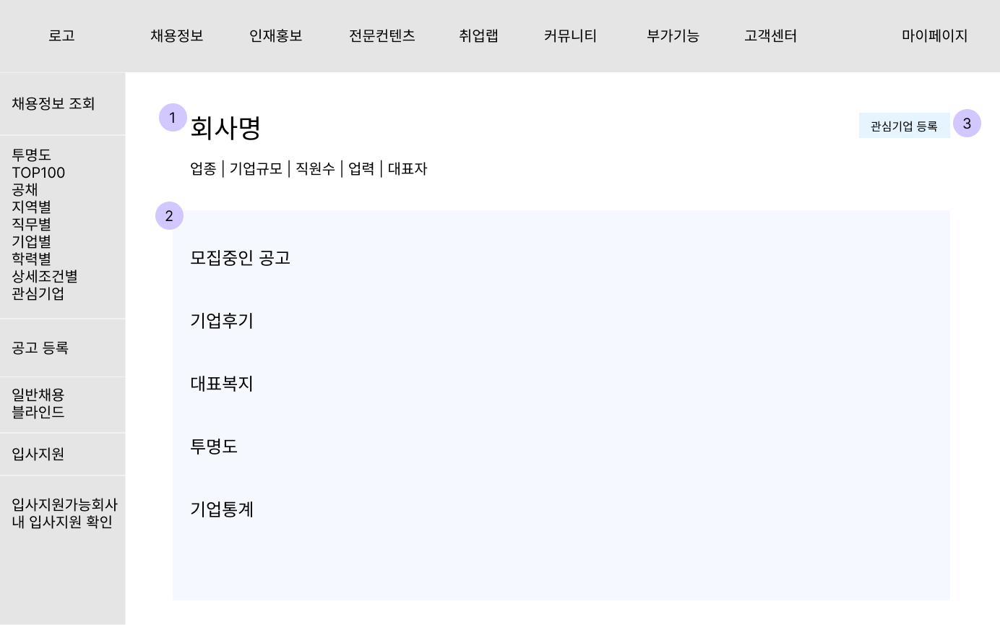 로고 채용정보 인재홍보 전문컨텐츠 취업랩 커뮤니티 부가기능 고객센터 마이페이지
채용정보 조회
투명도
TOP100
공채
지역별
직무별
기업별
학력별
상세조건별
관심기업
공고 등록
일반채용
블라인드
입사지원
입사지원가능회사
내 입사지원 확인
1 회사명
관심기업 등록 3
업종 | 기업규모 | 직원수 | 업력 | 대표자
2
모집중인 공고
기업후기
대표복지
투명도
기업통계